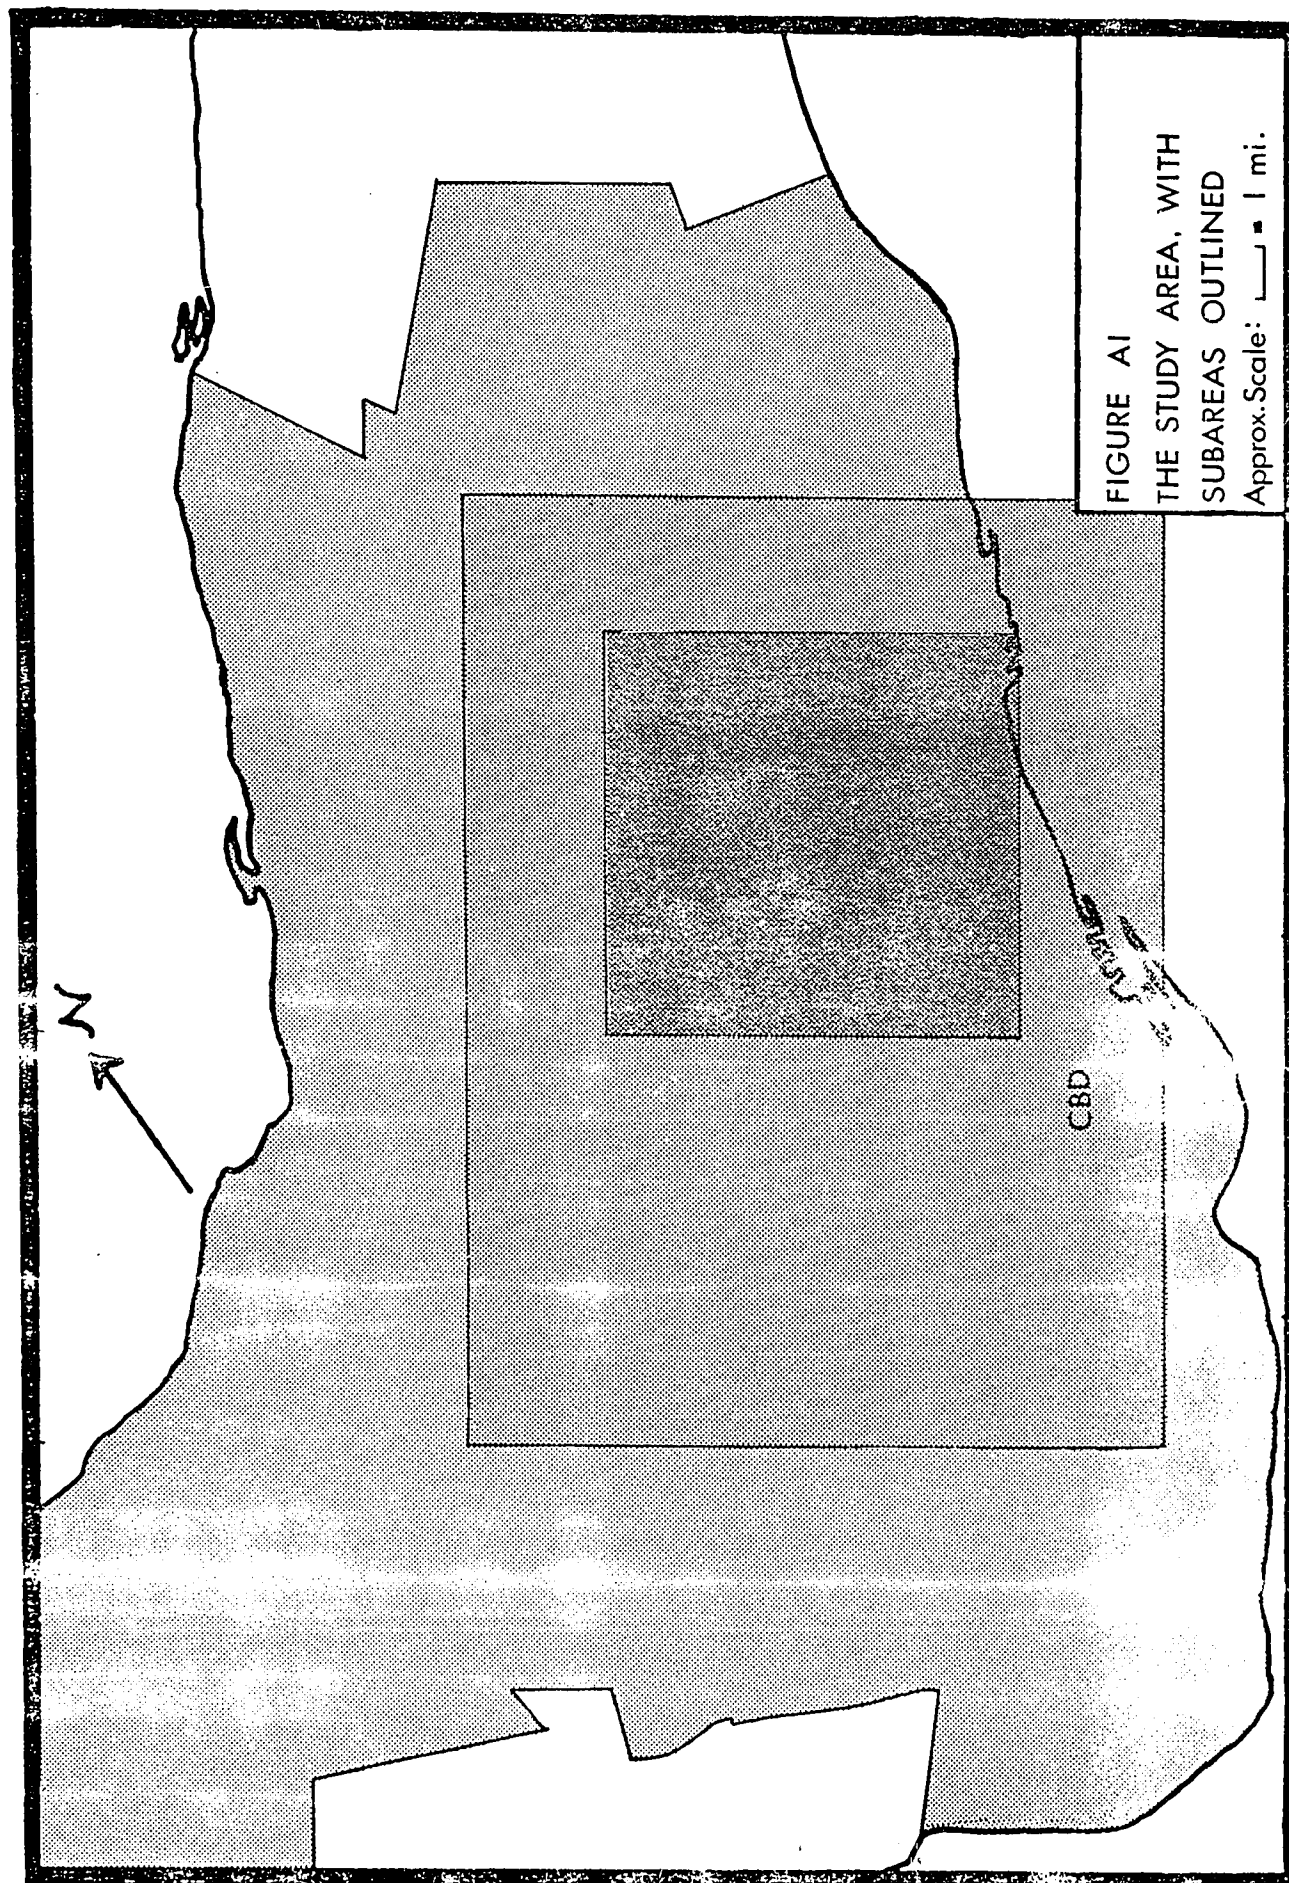 N
CBD
FIGURE A1
THE STUDY AREA, WITH
SUBAREAS OUTLINED
Approx.Scale: = 1 mi.